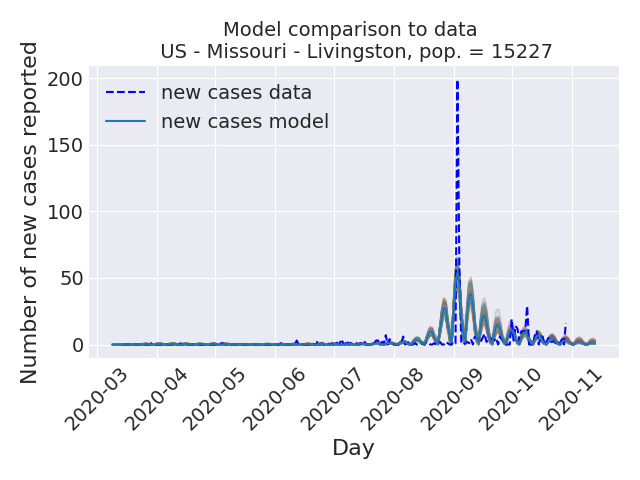 Model comparison to data
US - Missouri - Livingston, pop. = 15227
Number of new cases reported
200
150
100
50
0
new cases data
new cases model
2020-03
2020-04
2020-05
2020-06
2020-07
2020-08
2020-09
2020-10
2020-11
Day